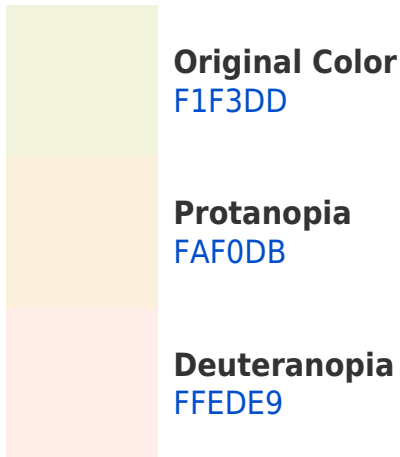 Original Color
F1F3DD
Protanopia
FAF0DB
Deuteranopia
FFEDE9